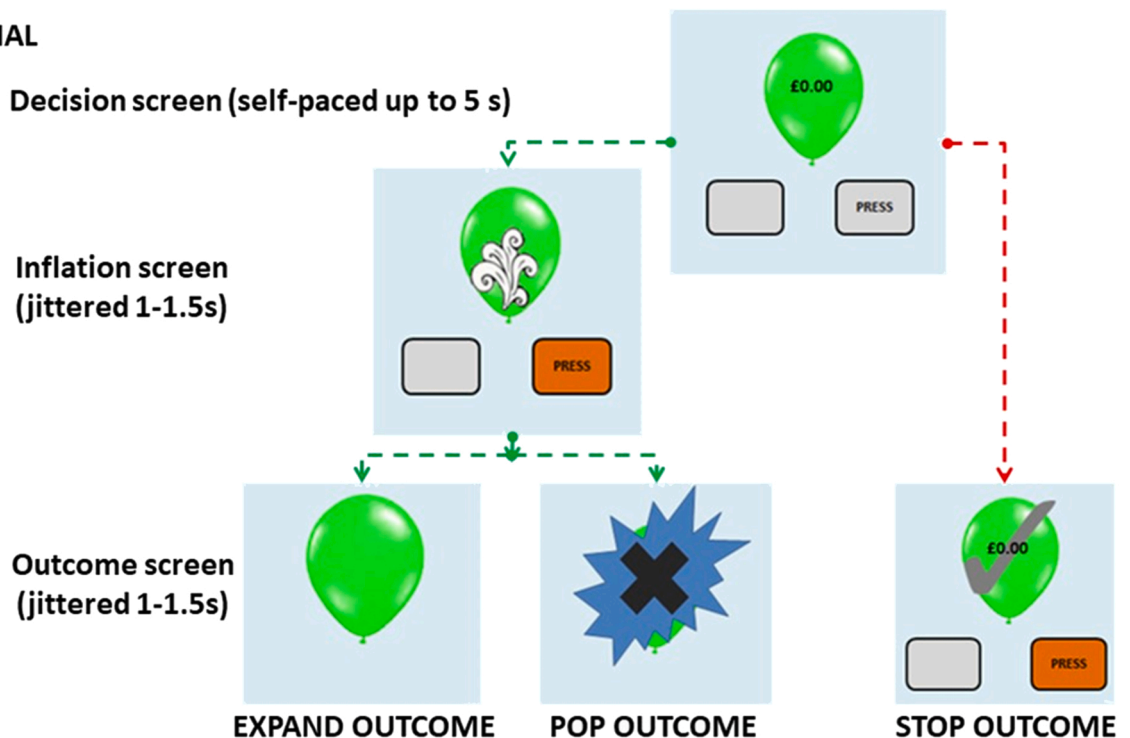 IAL
Decision screen (self-paced up to 5 s)
£0.00
PRESS
Inflation screen
(jittered 1-1.5s)
PRESS
Outcome screen
(jittered 1-1.5s)
£0.00
PRESS
EXPAND OUTCOME
POP OUTCOME
STOP OUTCOME